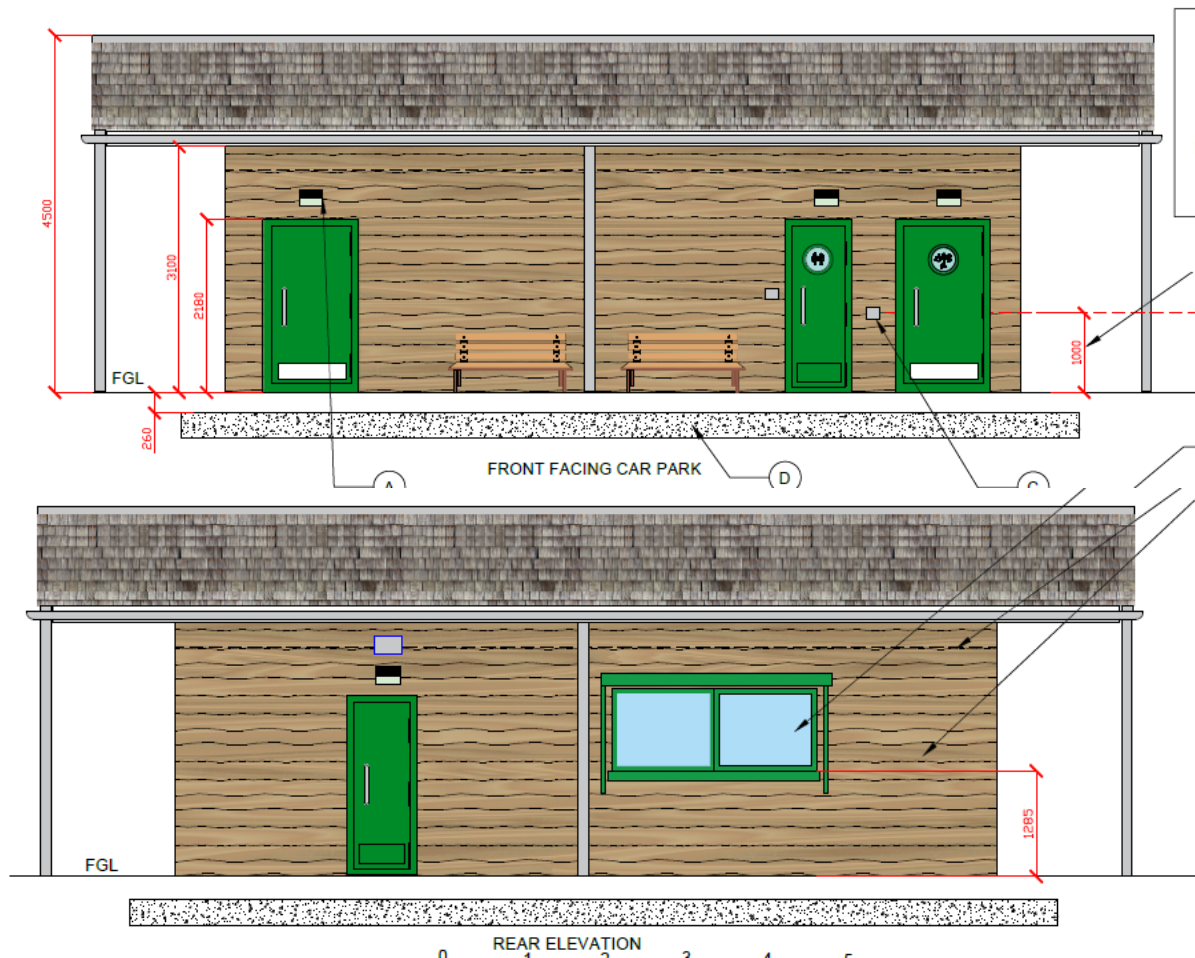 4500
3100
2180
1000
FGL
260
FRONT FACING CAR PARK
A
D
C
1285
FGL
REAR ELEVATION
0 1 2 3 4 5